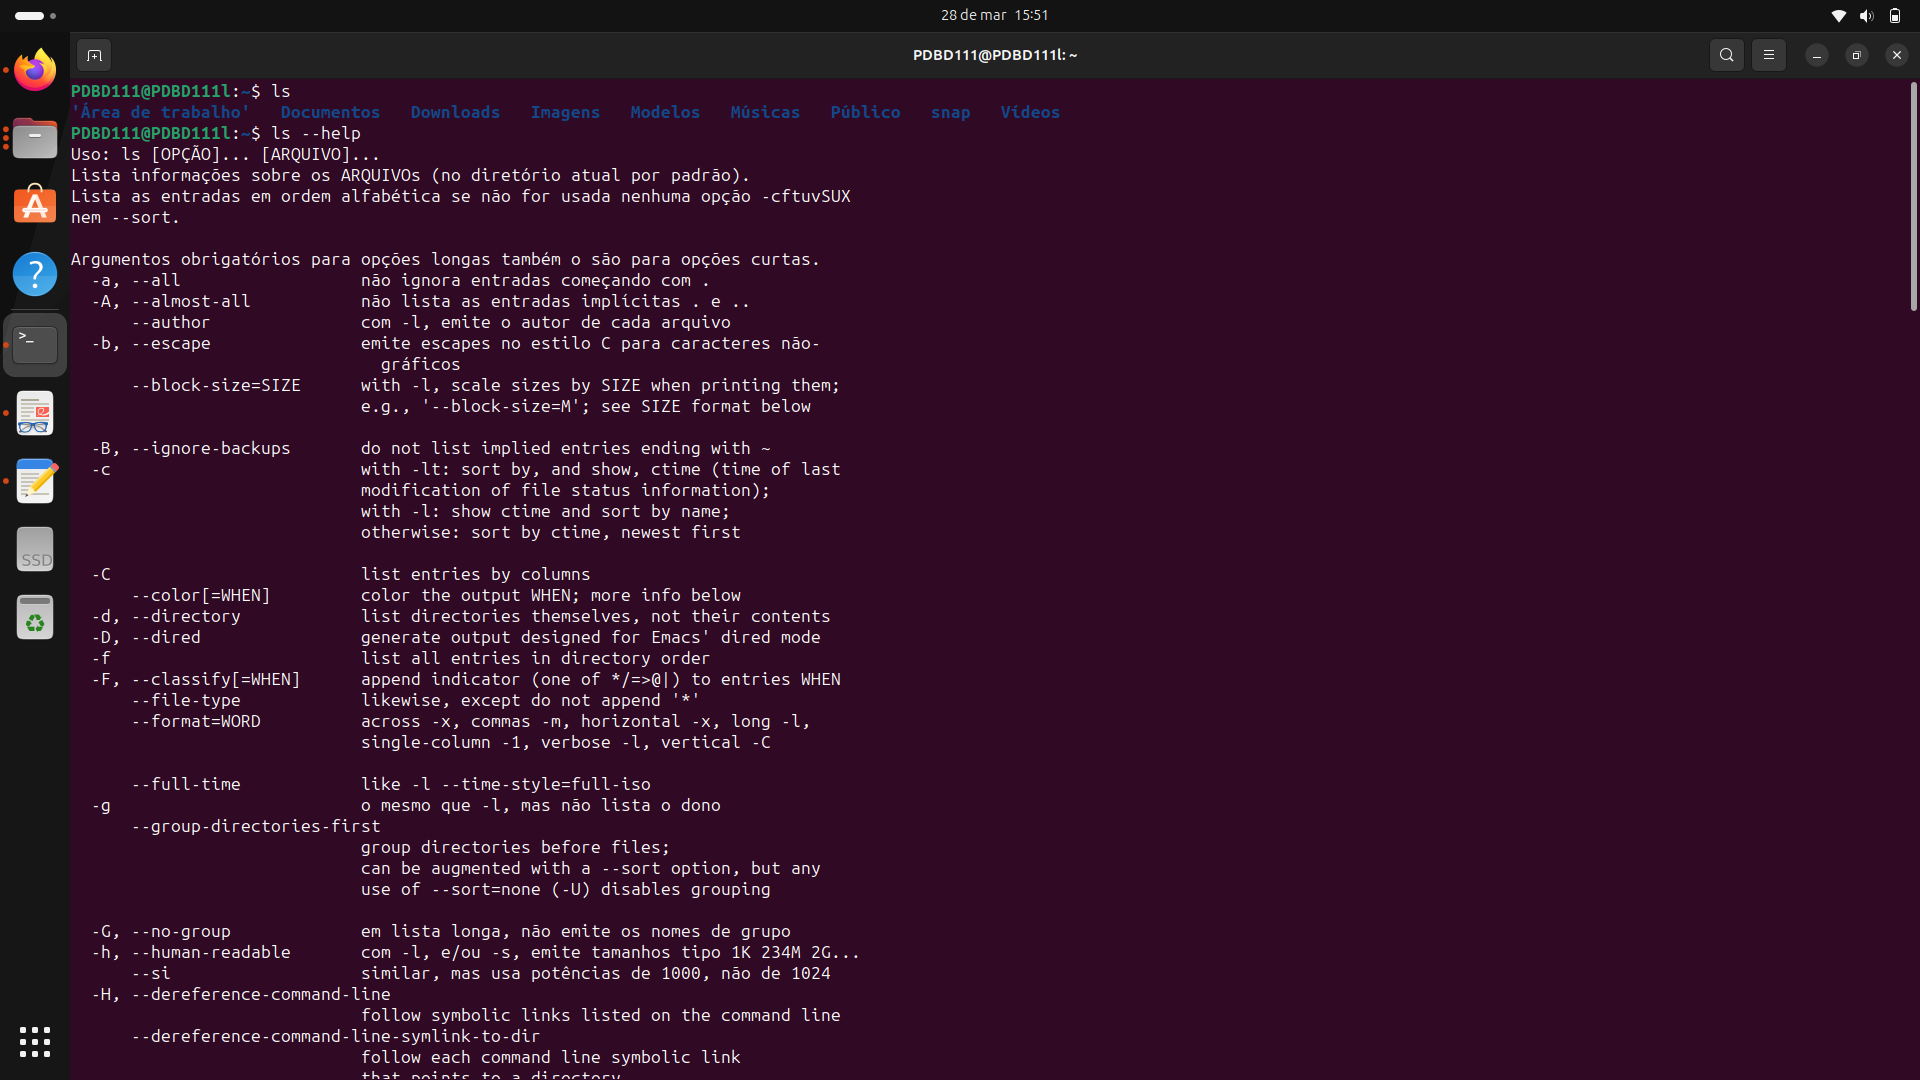 28 de mar 15:51
PDBD111@PDBD111l: ~
PDBD111@PDBD111l:~$ ls
'Área de trabalho' Documentos Downloads Imagens Modelos Músicas Público snap Vídeos
PDBD111@PDBD111l:~$ ls --help
Uso: ls [OPÇÃO]... [ARQUIVO]...
Lista informações sobre os ARQUIVOs (no diretório atual por padrão).
Lista as entradas em ordem alfabética se não for usada nenhuma opção -cftuvSUX
nem --sort.
Argumentos obrigatórios para opções longas também o são para opções curtas.
-a, --all não ignora entradas começando com .
-A, --almost-all não lista as entradas implícitas . e ..
--author com -l, emite o autor de cada arquivo
-b, --escape emite escapes no estilo C para caracteres não-
gráficos
--block-size=SIZE with -l, scale sizes by SIZE when printing them;
e.g., '--block-size=M'; see SIZE format below
-B, --ignore-backups do not list implied entries ending with ~
-c with -lt: sort by, and show, ctime (time of last
modification of file status information);
with -l: show ctime and sort by name;
otherwise: sort by ctime, newest first
-C list entries by columns
--color[=WHEN] color the output WHEN; more info below
-d, --directory list directories themselves, not their contents
-D, --dired generate output designed for Emacs' dired mode
-f list all entries in directory order
-F, --classify[=WHEN] append indicator (one of */=>@|) to entries WHEN
--file-type likewise, except do not append '*'
--format=WORD across -x, commas -m, horizontal -x, long -l,
single-column -1, verbose -l, vertical -C
--full-time like -l --time-style=full-iso
-g o mesmo que -l, mas não lista o dono
--group-directories-first
group directories before files;
can be augmented with a --sort option, but any
use of --sort=none (-U) disables grouping
-G, --no-group em lista longa, não emite os nomes de grupo
-h, --human-readable com -l, e/ou -s, emite tamanhos tipo 1K 234M 2G...
--si similar, mas usa potências de 1000, não de 1024
-H, --dereference-command-line
follow symbolic links listed on the command line
--dereference-command-line-symlink-to-dir
follow each command line symbolic link
that points to a directory
SSD